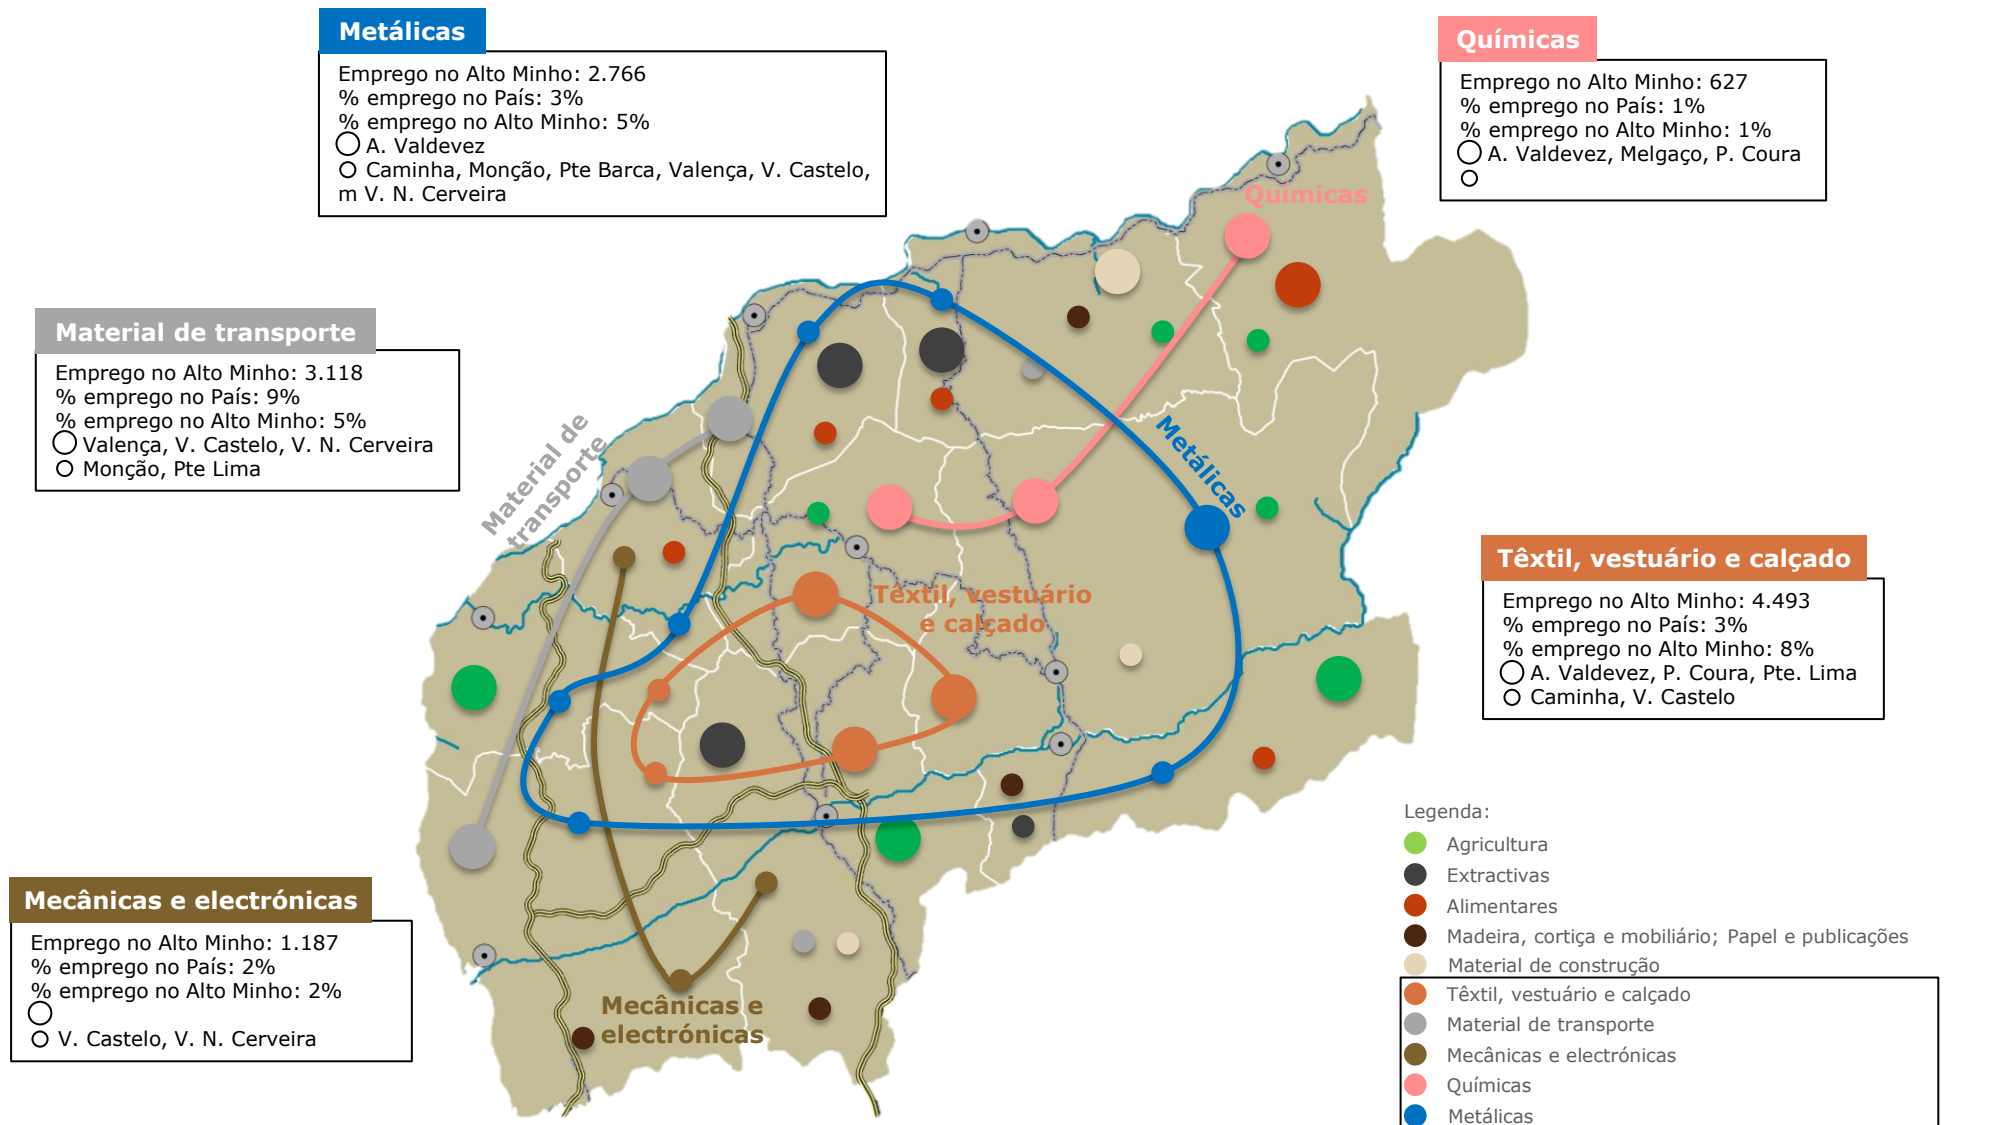 Metálicas
Emprego no Alto Minho: 2.766
% emprego no País: 3%
% emprego no Alto Minho: 5%
A. Valdevez
Caminha, Monção, Pte Barca, Valença, V. Castelo,
m V. N. Cerveira
Químicas
Emprego no Alto Minho: 627
% emprego no País: 1%
% emprego no Alto Minho: 1%
A. Valdevez, Melgaço, P. Coura
Químicas
Material de transporte
Emprego no Alto Minho: 3.118
% emprego no País: 9%
% emprego no Alto Minho: 5%
Valença, V. Castelo, V. N. Cerveira
Monção, Pte Lima
Material de
transporte
Metálicas
Têxtil, vestuário
e calçado
Têxtil, vestuário e calçado
Emprego no Alto Minho: 4.493
% emprego no País: 3%
% emprego no Alto Minho: 8%
A. Valdevez, P. Coura, Pte. Lima
Caminha, V. Castelo
Mecânicas e electrónicas
Emprego no Alto Minho: 1.187
% emprego no País: 2%
% emprego no Alto Minho: 2%
V. Castelo, V. N. Cerveira
Mecânicas e
electrónicas
Legenda:
Agricultura
Extractivas
Alimentares
Madeira, cortiça e mobiliário; Papel e publicações
Material de construção
Têxtil, vestuário e calçado
Material de transporte
Mecânicas e electrónicas
Químicas
Metálicas